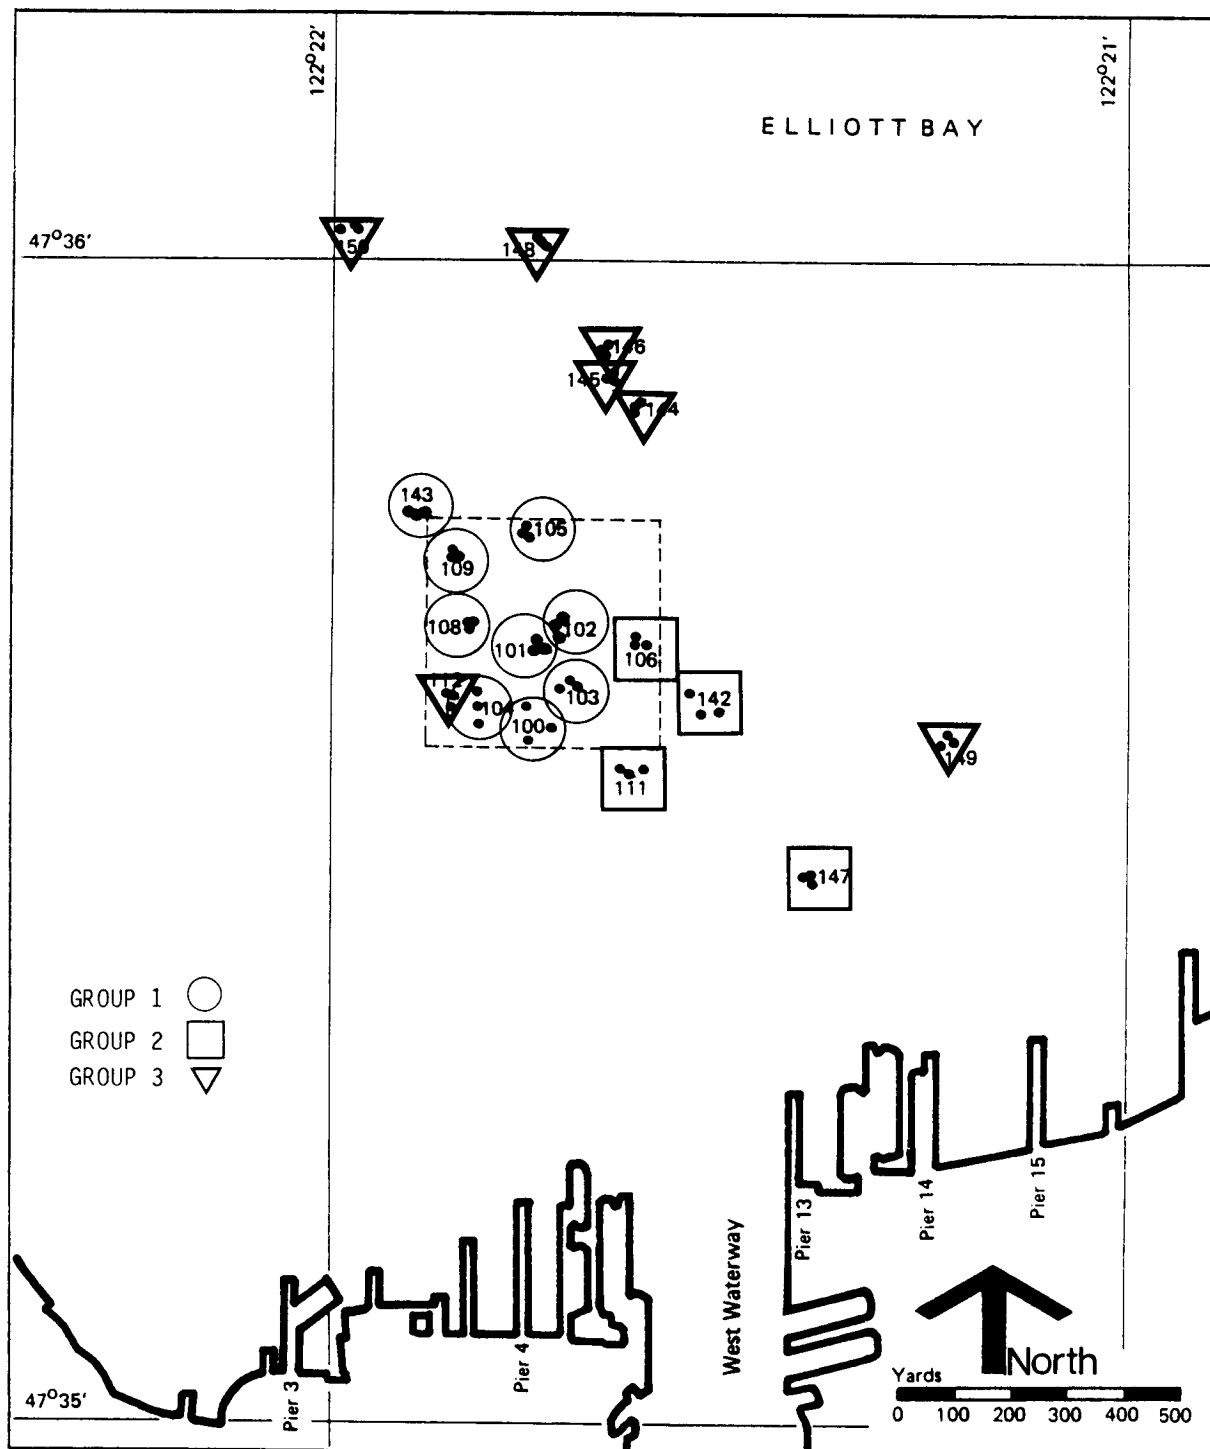 122°22'
122°21'
ELLIOTT BAY
47°36'
150
148
146
145
144
143
105
109
108
102
101
106
112
103
142
104
100
149
111
147
GROUP 1
GROUP 2
GROUP 3
Pier 15
Pier 14
Pier 13
West Waterway
Pier 4
Pier 3
North
Yards
47°35'
0 100 200 300 400 500